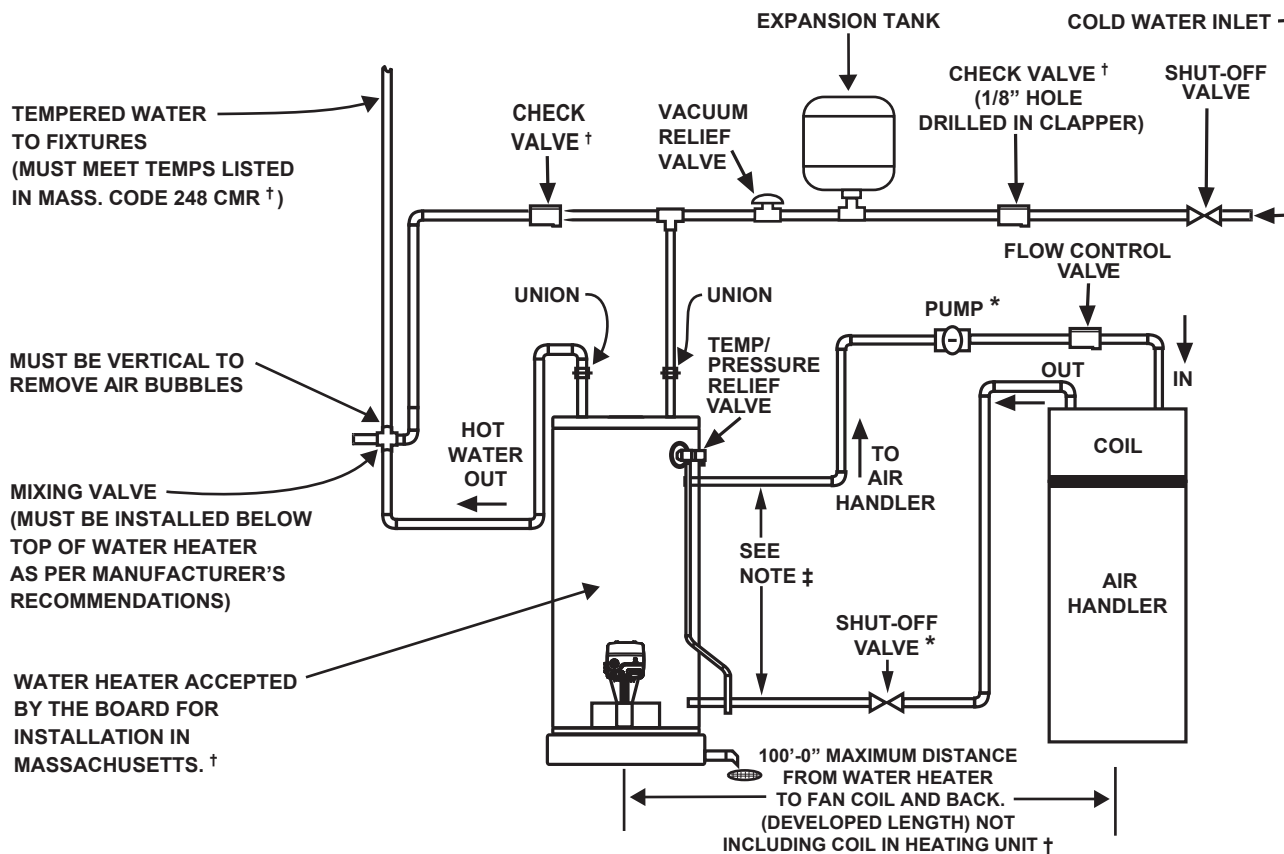 EXPANSION TANK
COLD WATER INLET
TEMPERED WATER
TO FIXTURES
(MUST MEET TEMPS LISTED
IN MASS. CODE 248 CMR †)
CHECK
VALVE †
VACUUM
RELIEF
VALVE
CHECK VALVE †
(1/8” HOLE
DRILLED IN CLAPPER)
SHUT-OFF
VALVE
FLOW CONTROL
VALVE
UNION
UNION
PUMP *
TEMP/
PRESSURE
RELIEF
VALVE
OUT
IN
MUST BE VERTICAL TO
REMOVE AIR BUBBLES
HOT
WATER
OUT
TO
AIR
HANDLER
COIL
MIXING VALVE
(MUST BE INSTALLED BELOW
TOP OF WATER HEATER
AS PER MANUFACTURER’S
RECOMMENDATIONS)
SEE
NOTE ‡
AIR
HANDLER
SHUT-OFF
VALVE *
WATER HEATER ACCEPTED
BY THE BOARD FOR
INSTALLATION IN
MASSACHUSETTS. †
100’-0” MAXIMUM DISTANCE
FROM WATER HEATER
TO FAN COIL AND BACK.
(DEVELOPED LENGTH) NOT
INCLUDING COIL IN HEATING UNIT †